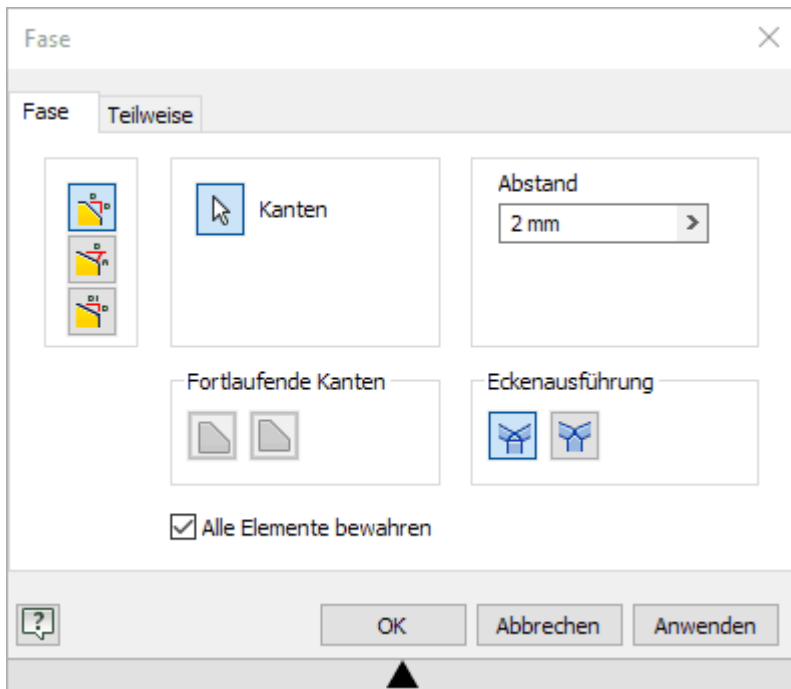 Fase
Fase
Teilweise
Kanten
Abstand
2 mm
Fortlaufende Kanten
Eckenausführung
Alle Elemente bewahren
OK
Abbrechen
Anwenden